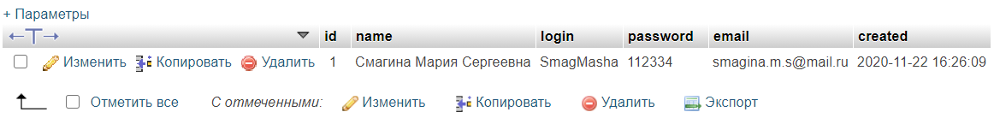 + Параметры
←T→ id name login password email created
Изменить Копировать Удалить 1 Смагина Мария Сергеевна SmagMasha 112334 smagina.m.s@mail.ru 2020-11-22 16:26:09
Отметить все С отмеченными: Изменить Копировать Удалить Экспорт